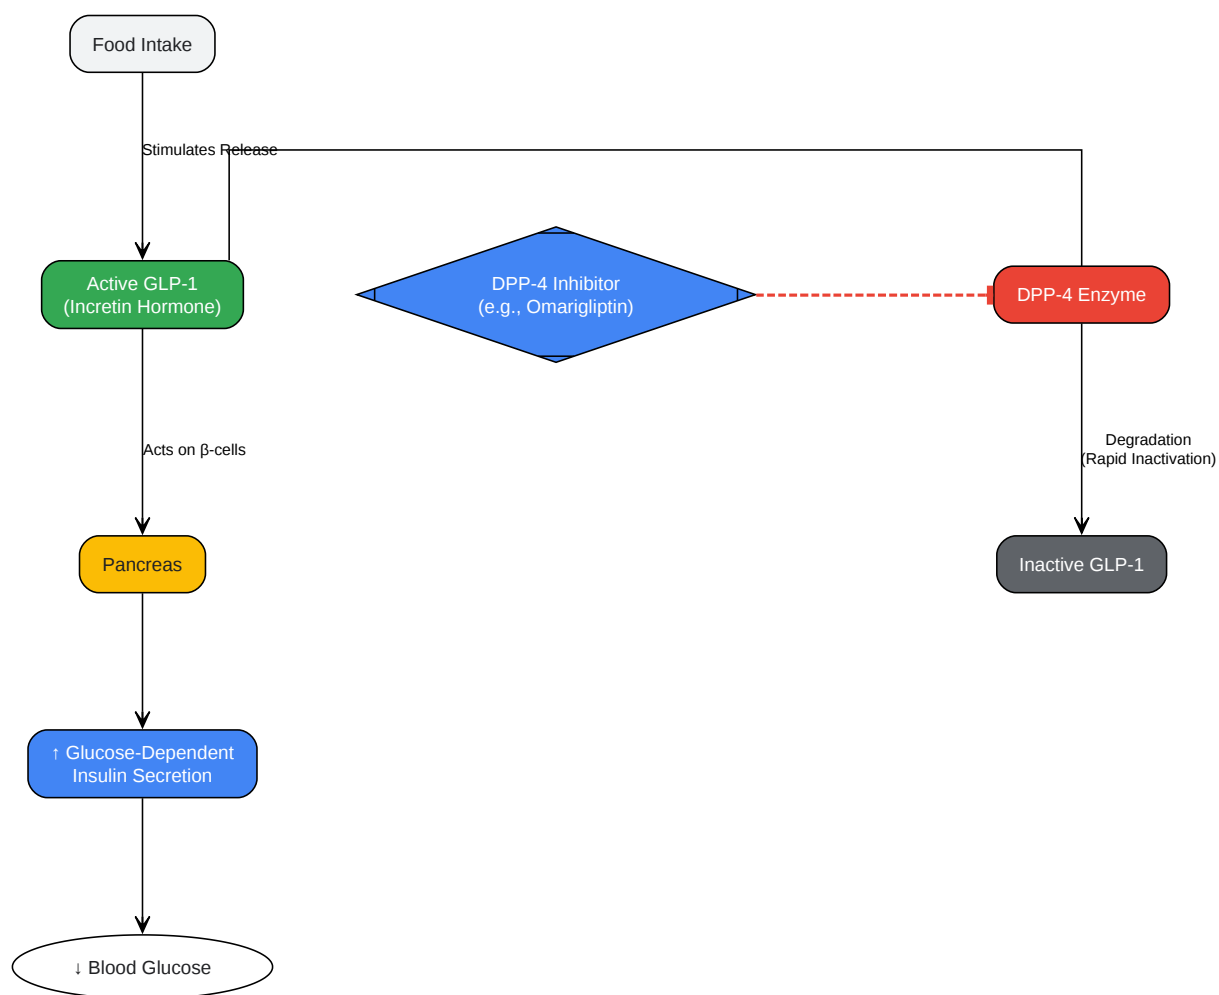 Food Intake
Stimulates Release
Active GLP-1
(Incretin Hormone)
DPP-4 Inhibitor
(e.g., Omarigliptin)
DPP-4 Enzyme
Acts on β-cells
Degradation
(Rapid Inactivation)
Pancreas
Inactive GLP-1
↑ Glucose-Dependent
Insulin Secretion
↓ Blood Glucose